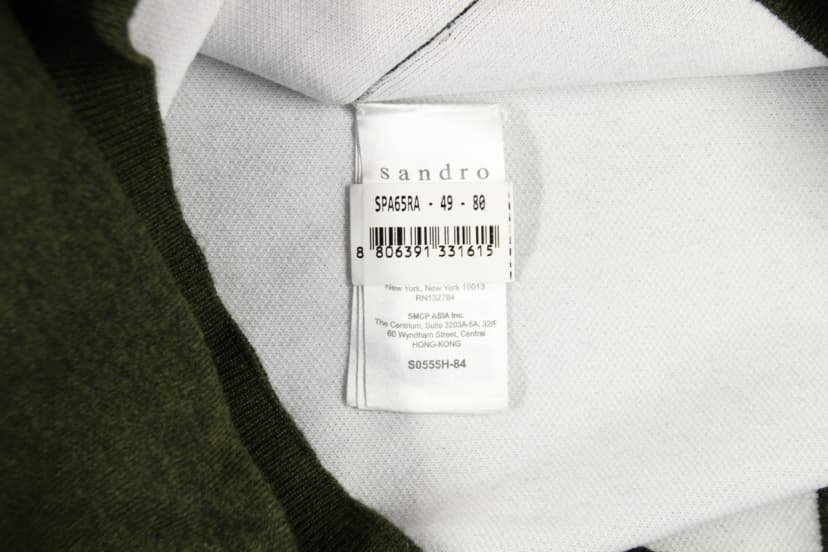 sandro
SPA65RA - 49 - 80
8 806391 331615
New York, New York 10013
RN132784
SMCP ASIA Inc.
The Centrium, Suite 3203A-5A, 32/F
60 Wyndham Street, Central
HONG-KONG
S0555H-84